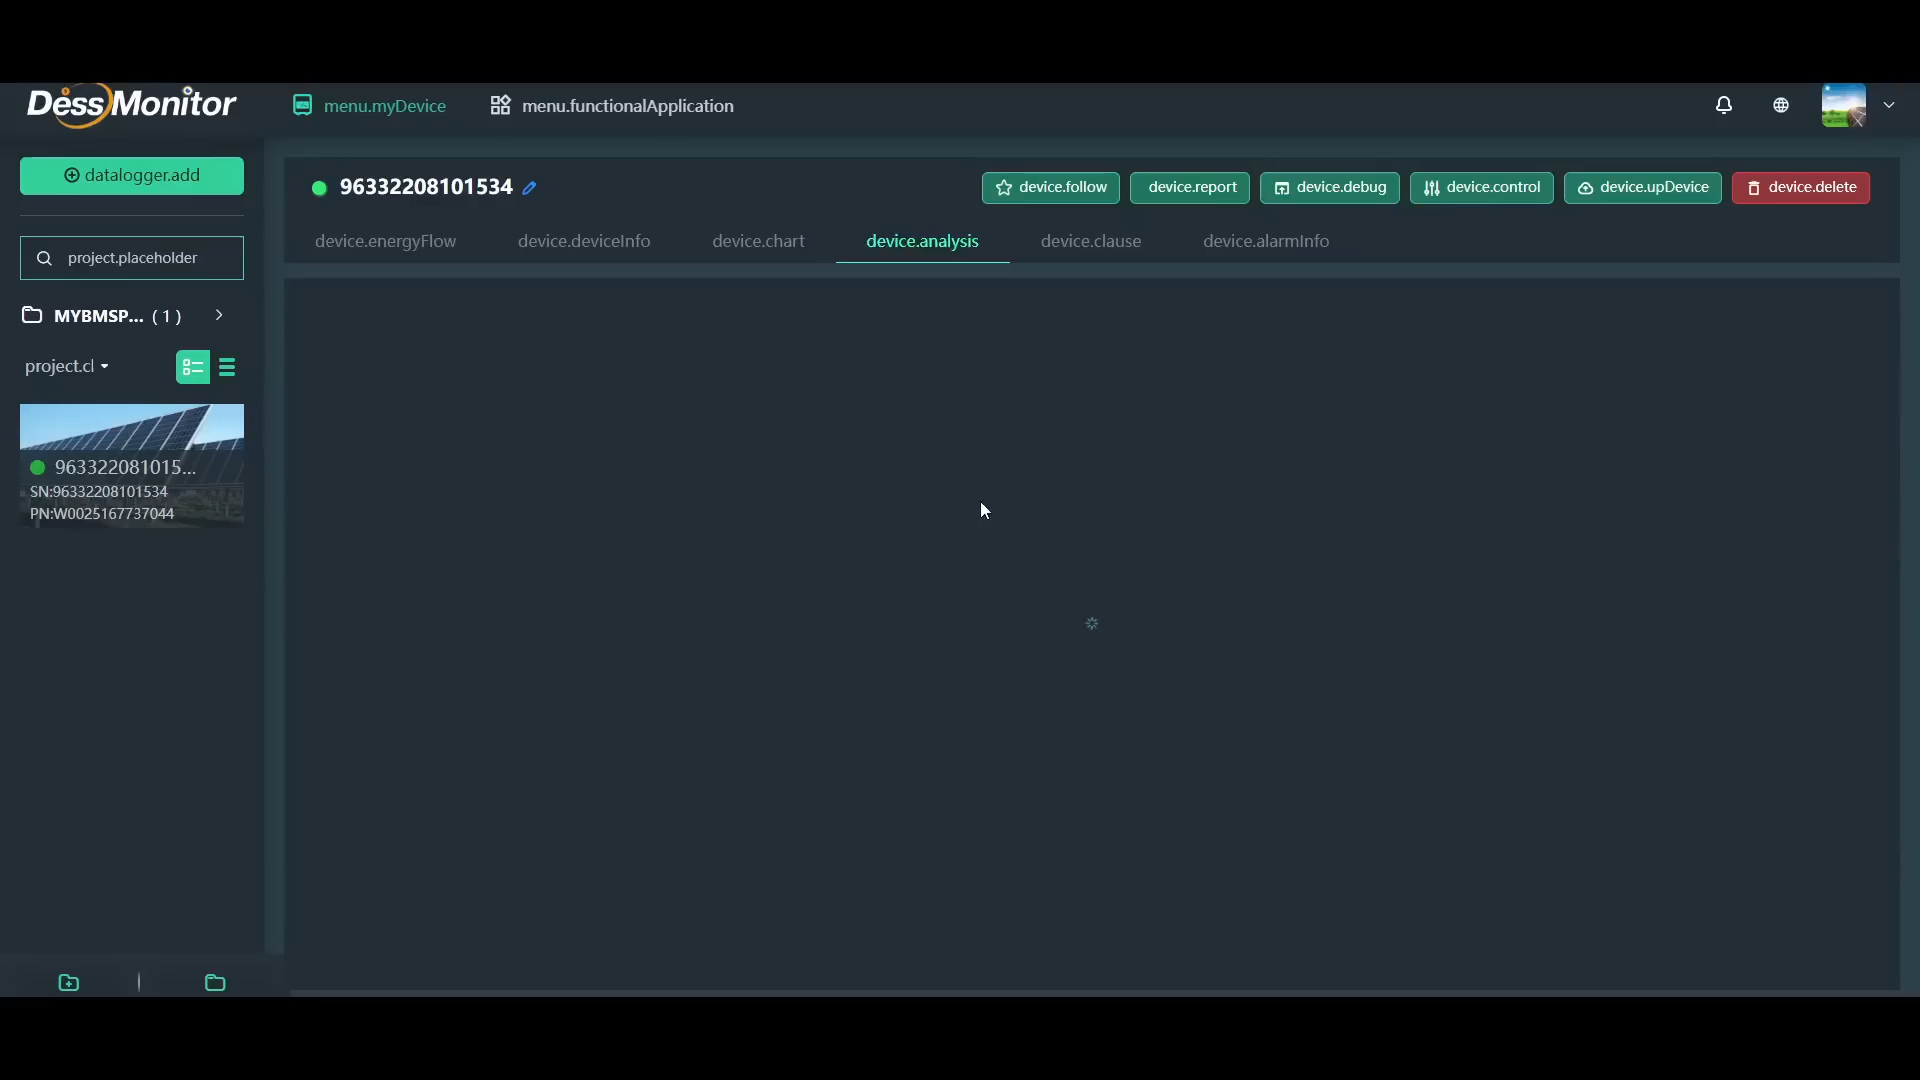 DessMonitor
menu.myDevice
menu.functionalApplication
datalogger.add
project.placeholder
MYBMSP... ( 1 )
project.cl
963322081015...
SN:96332208101534
PN:W0025167737044
96332208101534
device.follow
device.report
device.debug
device.control
device.upDevice
device.delete
device.energyFlow
device.deviceInfo
device.chart
device.analysis
device.clause
device.alarmInfo